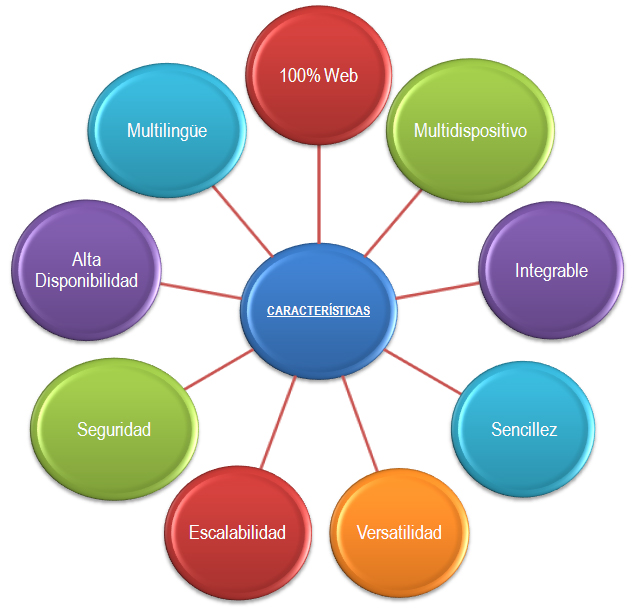 100% Web
Multidispositivo
Integrable
Sencillez
Versatilidad
Escalabilidad
Seguridad
Alta
Disponibilidad
Multilingüe
CARACTERÍSTICAS